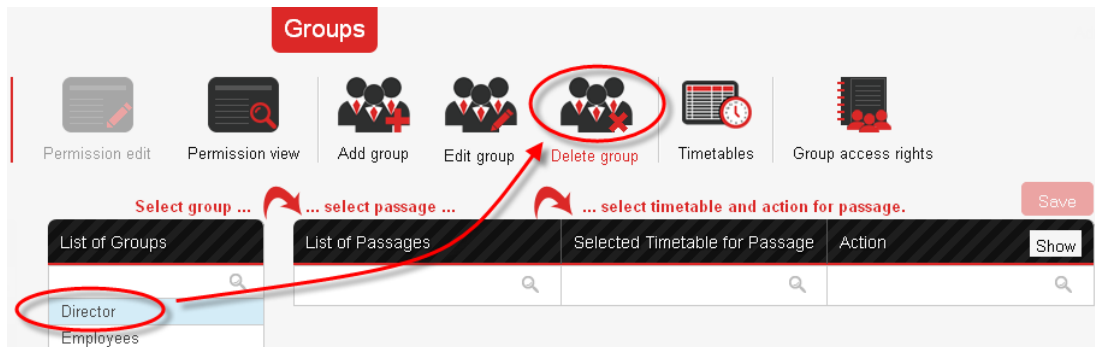 Groups
Permission edit Permission view Add group Edit group Delete group Timetables Group access rights
Select group ... ... select passage ... ... select timetable and action for passage. Save
List of Groups List of Passages Selected Timetable for Passage Action Show
Director
Employees